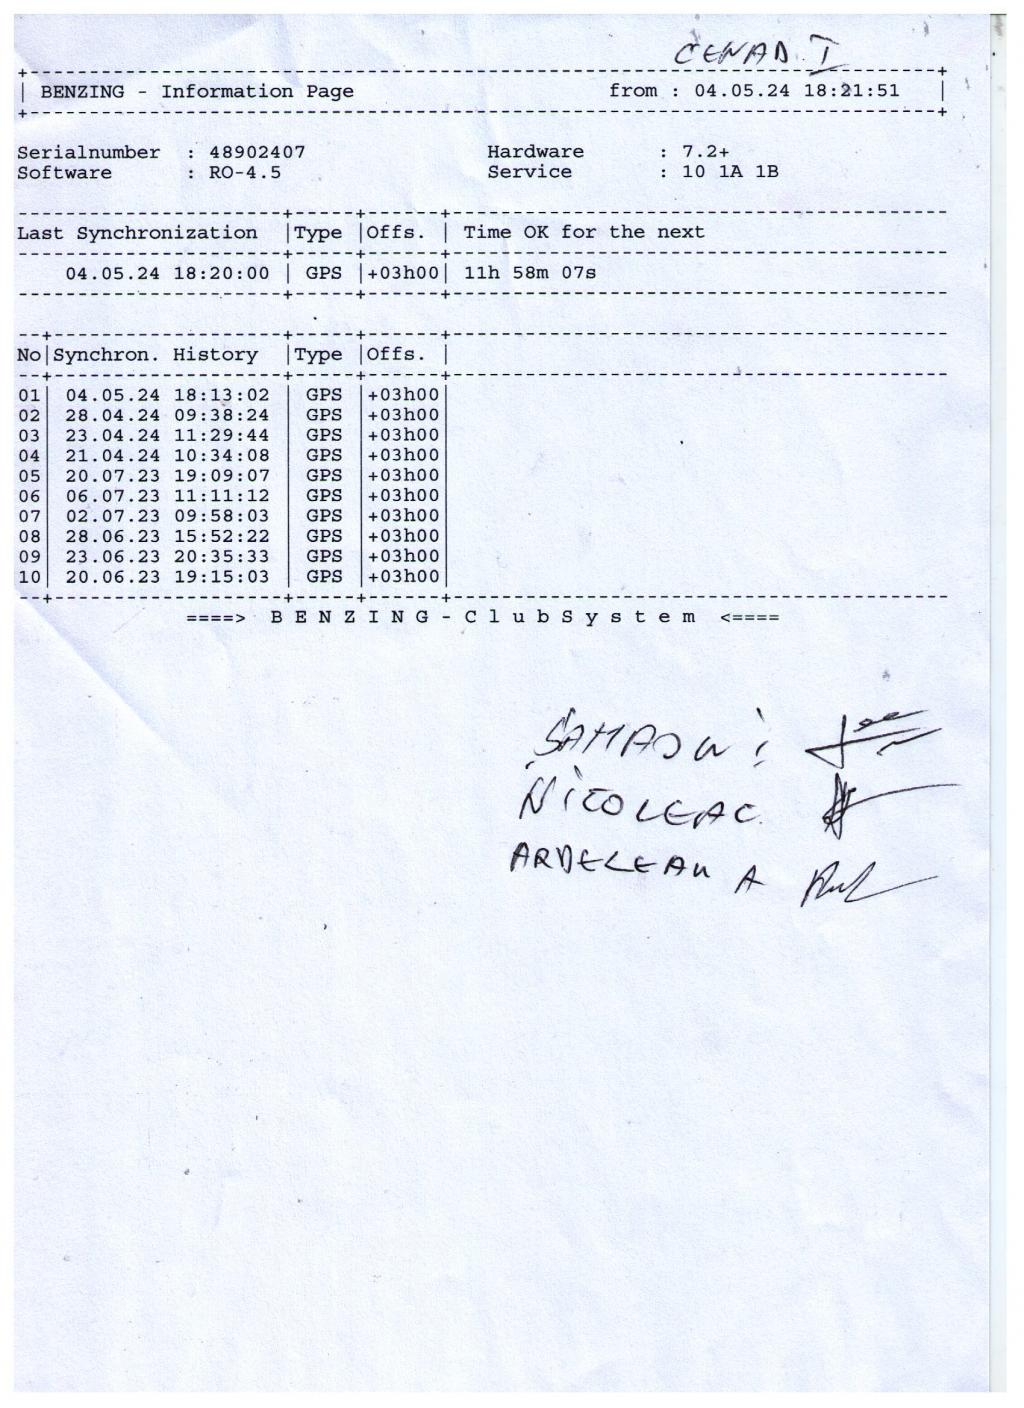 CENAD I
BENZING - Information Page from : 04.05.24 18:21:51
Serialnumber : 48902407 Hardware : 7.2+
Software : RO-4.5 Service : 10 1A 1B
Last Synchronization |Type |Offs. | Time OK for the next
04.05.24 18:20:00 | GPS |+03h00| 11h 58m 07s
No|Synchron. History |Type |Offs. |
01| 04.05.24 18:13:02 | GPS |+03h00|
02| 28.04.24 09:38:24 | GPS |+03h00|
03| 23.04.24 11:29:44 | GPS |+03h00|
04| 21.04.24 10:34:08 | GPS |+03h00|
05| 20.07.23 19:09:07 | GPS |+03h00|
06| 06.07.23 11:11:12 | GPS |+03h00|
07| 02.07.23 09:58:03 | GPS |+03h00|
08| 28.06.23 15:52:22 | GPS |+03h00|
09| 23.06.23 20:35:33 | GPS |+03h00|
10| 20.06.23 19:15:03 | GPS |+03h00|
====> B E N Z I N G - C l u b S y s t e m <====
ARDELEAN A